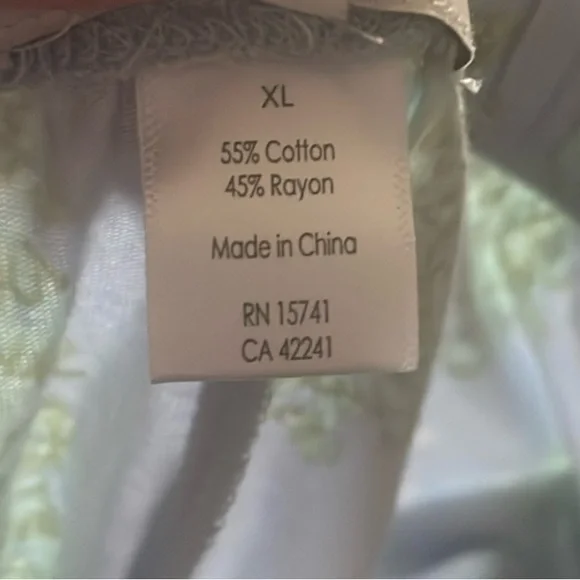 XL
55% Cotton
45% Rayon
Made in China
RN 15741
CA 42241